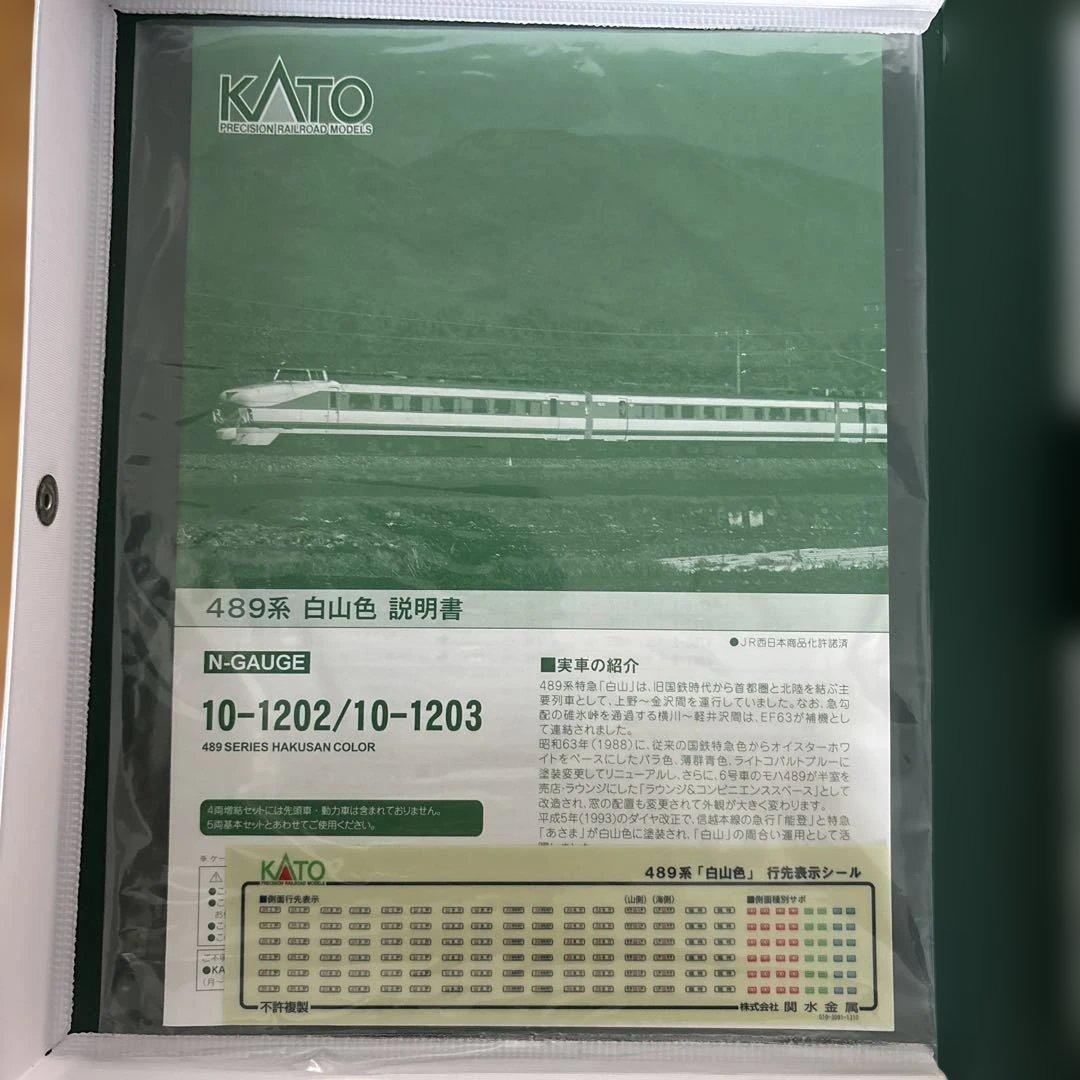 KATO
PRECISION RAILROAD MODELS
489系 白山色 説明書
●JR西日本商品化許諾済
N-GAUGE
10-1202/10-1203
489 SERIES HAKUSAN COLOR
4両増結セットには先頭車・動力車は含まれておりません。
5両基本セットとあわせてご使用ください。
■実車の紹介
489系特急「白山」は、旧国鉄時代から首都圏と北陸を結ぶ主
要列車として、上野〜金沢間を運行していました。なお、急勾
配の碓氷峠を通過する横川〜軽井沢間は、EF63が補機とし
て連結されました。
昭和63年(1988)に、従来の国鉄特急色からオイスターホワ
イトをベースにしたバラ色、薄群青色、ライトコバルトブルーに
塗装変更してリニューアルし、さらに、6号車のモハ489が半室を
売店・ラウンジにした「ラウンジ&コンビニエンススペース」として
改造され、窓の配置も変更されて外観が大きく変わります。
平成5年(1993)のダイヤ改正で、信越本線の急行「能登」と特急
「あさま」が白山色に塗装され、「白山」の間合い運用として活
※ ケー
●KA
(月〜
KATO
PRECISION RAILROAD MODELS
489系「白山色」 行先表示シール
■側面行先表示
(山側)
(海側)
■側面種別サボ
不許複製
株式会社 関水金属